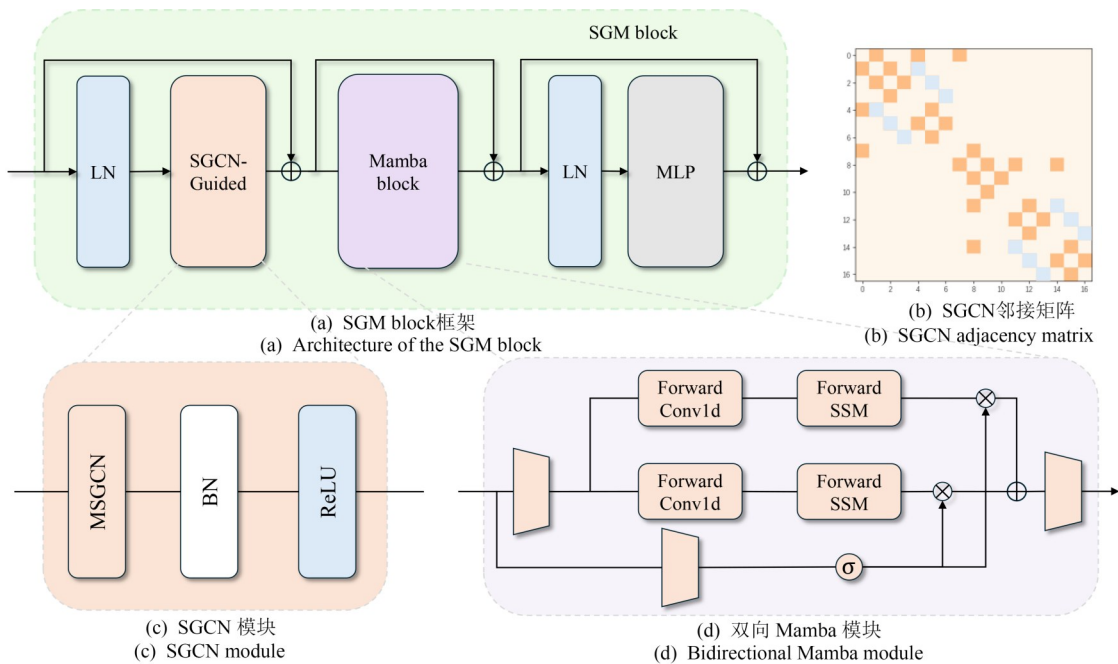 SGM block
LN
SGCN-
Guided
Mamba
block
LN
MLP
0
2
4
6
8
10
12
14
16
0 2 4 6 8 10 12 14 16
(a) SGM block框架
(a) Architecture of the SGM block
(b) SGCN邻接矩阵
(b) SGCN adjacency matrix
MSGCN
BN
ReLU
(c) SGCN 模块
(c) SGCN module
Forward
Conv1d
Forward
SSM
Forward
Conv1d
Forward
SSM
σ
(d) 双向 Mamba 模块
(d) Bidirectional Mamba module